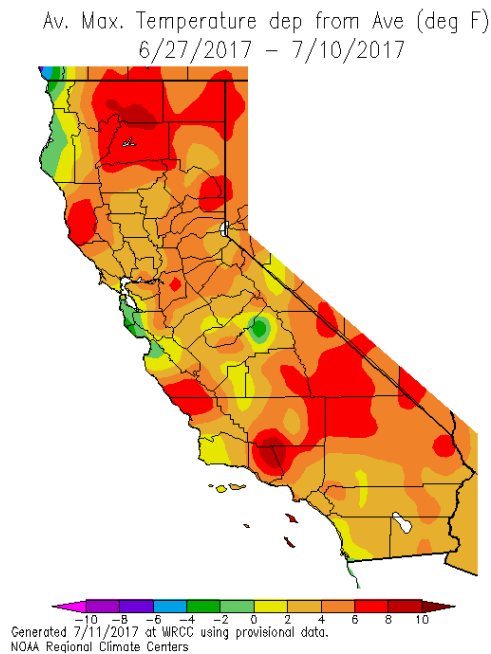 Av. Max. Temperature dep from Ave (deg F)
6/27/2017 – 7/10/2017
-10 -8 -6 -4 -2 0 2 4 6 8 10
Generated 7/11/2017 at WRCC using provisional data.
NOAA Regional Climate Centers